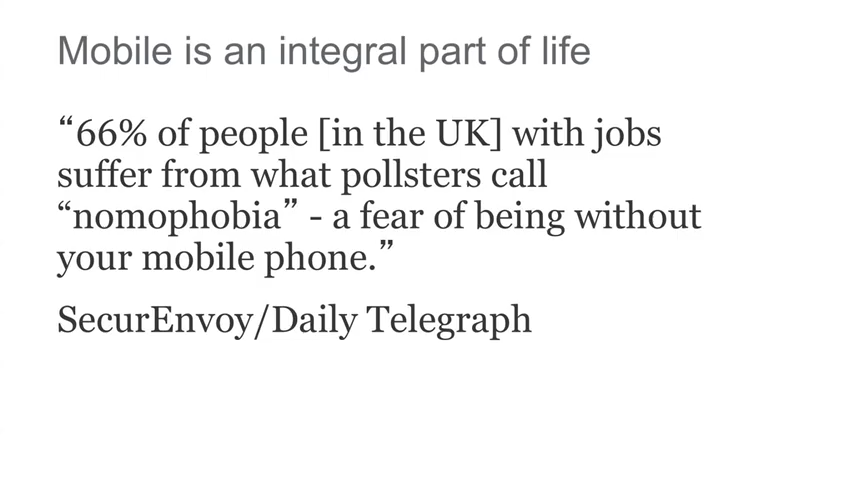 Mobile is an integral part of life
“66% of people [in the UK] with jobs
suffer from what pollsters call
“nomophobia” - a fear of being without
your mobile phone.”
SecurEnvoy/Daily Telegraph